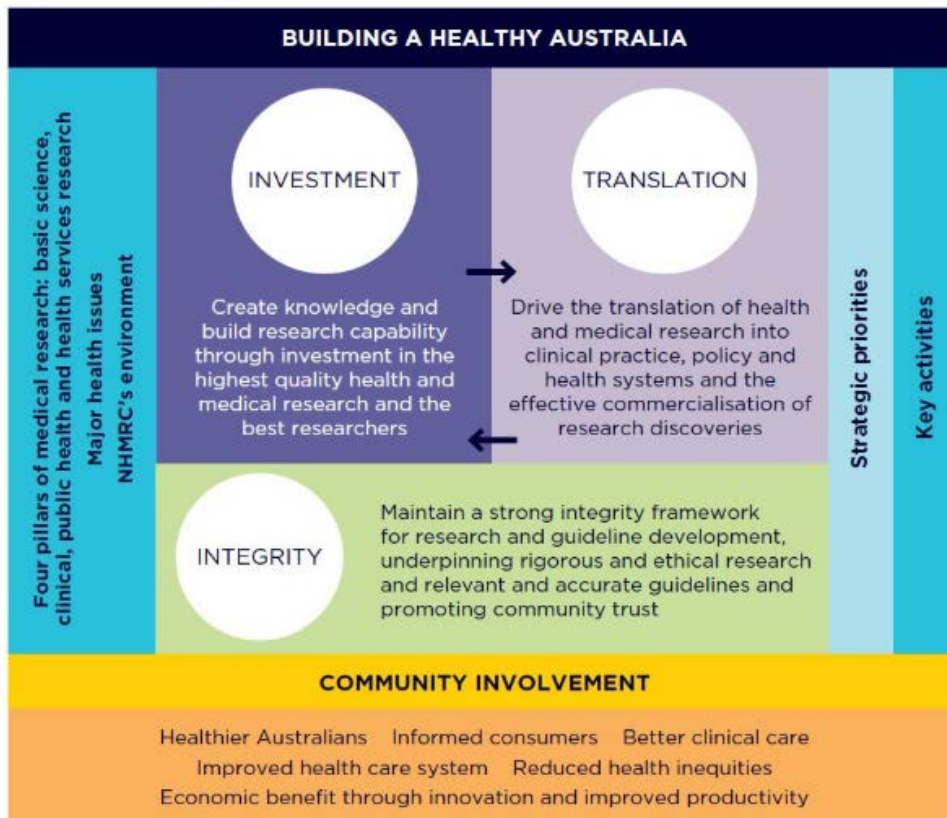 BUILDING A HEALTHY AUSTRALIA
Four pillars of medical research: basic science,
clinical, public health and health services research
Major health issues
NHMRC's environment
INVESTMENT
Create knowledge and
build research capability
through investment in the
highest quality health and
medical research and the
best researchers
TRANSLATION
Drive the translation of health
and medical research into
clinical practice, policy and
health systems and the
effective commercialisation of
research discoveries
INTEGRITY
Maintain a strong integrity framework
for research and guideline development,
underpinning rigorous and ethical research
and relevant and accurate guidelines and
promoting community trust
Strategic priorities
Key activities
COMMUNITY INVOLVEMENT
Healthier Australians Informed consumers Better clinical care
Improved health care system Reduced health inequities
Economic benefit through innovation and improved productivity